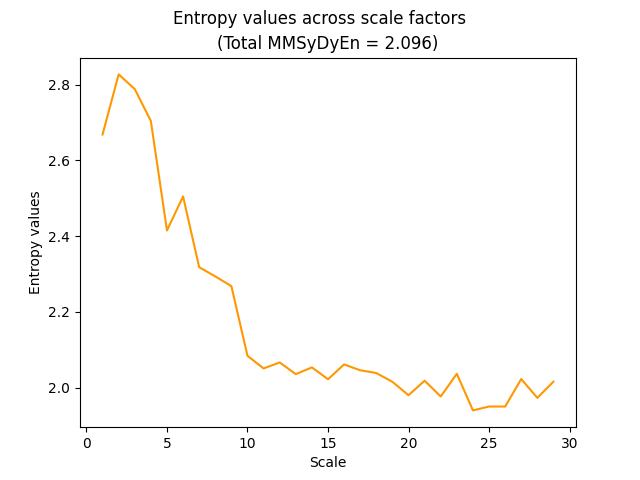 Entropy values across scale factors
(Total MMSyDyEn = 2.096)
2.8
2.6
2.4
2.2
2.0
Entropy values
0 5 10 15 20 25 30
Scale